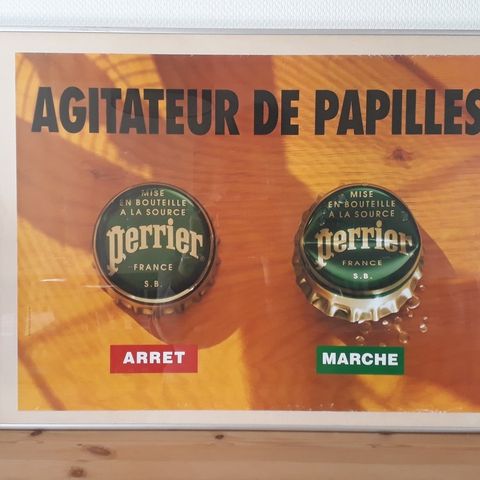 AGITATEUR DE PAPILLES
MISE
EN BOUTEILLE
A LA SOURCE
perrier
FRANCE
S.B.
MISE
EN BOUTEILLE
A LA SOURCE
perrier
FRANCE
S.B.
ARRET
MARCHE